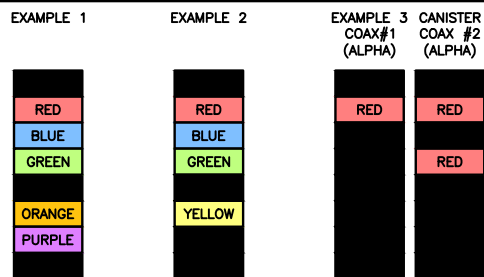 EXAMPLE 1
RED
BLUE
GREEN
ORANGE
PURPLE
EXAMPLE 2
RED
BLUE
GREEN
YELLOW
EXAMPLE 3 CANISTER
COAX#1 COAX #2
(ALPHA) (ALPHA)
RED RED
RED